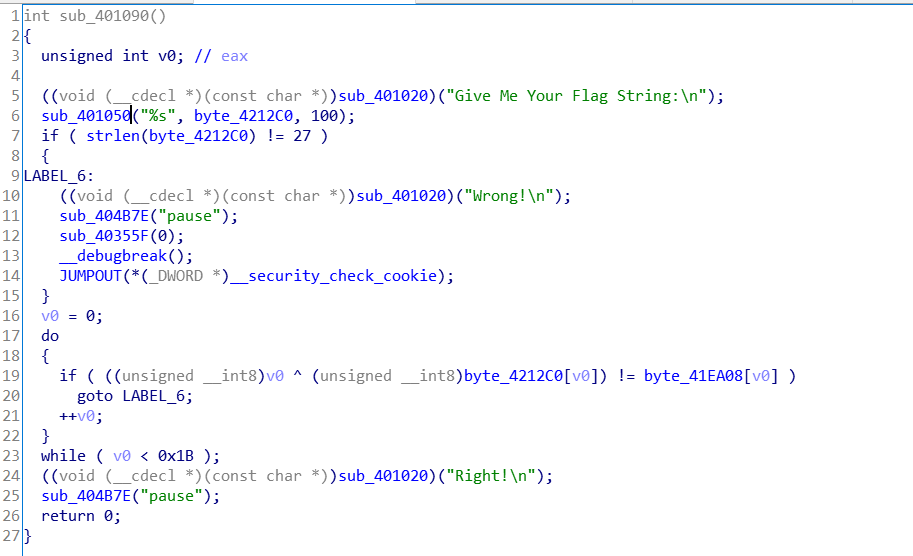 1 int sub_401090()
2 {
3   unsigned int v0; // eax
4
5   ((void (__cdecl *)(const char *))sub_401020)("Give Me Your Flag String:\n");
6   sub_401050("%s", byte_4212C0, 100);
7   if ( strlen(byte_4212C0) != 27 )
8   {
9 LABEL_6:
10     ((void (__cdecl *)(const char *))sub_401020)("Wrong!\n");
11     sub_404B7E("pause");
12     sub_40355F(0);
13     __debugbreak();
14     JUMPOUT(*(_DWORD *)__security_check_cookie);
15   }
16   v0 = 0;
17   do
18   {
19     if ( ((unsigned __int8)v0 ^ (unsigned __int8)byte_4212C0[v0]) != byte_41EA08[v0] )
20       goto LABEL_6;
21     ++v0;
22   }
23   while ( v0 < 0x1B );
24   ((void (__cdecl *)(const char *))sub_401020)("Right!\n");
25   sub_404B7E("pause");
26   return 0;
27 }